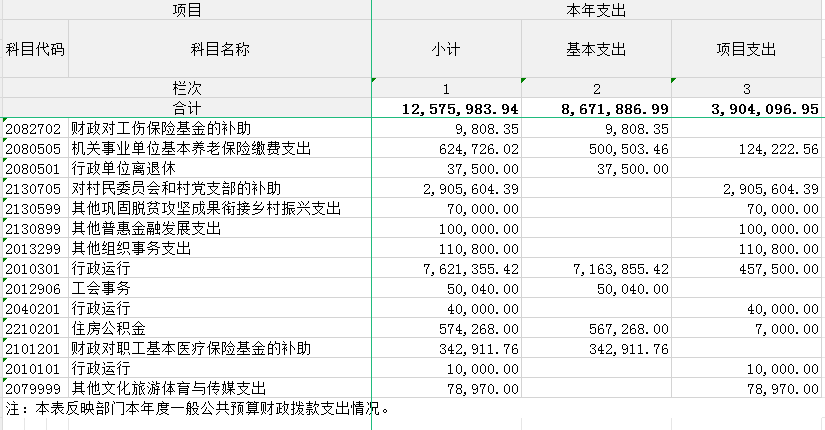 项目 本年支出
科目代码 科目名称 小计 基本支出 项目支出
栏次 1 2 3
合计 12,575,983.94 8,671,886.99 3,904,096.95
2082702 财政对工伤保险基金的补助 9,808.35 9,808.35
2080505 机关事业单位基本养老保险缴费支出 624,726.02 500,503.46 124,222.56
2080501 行政单位离退休 37,500.00 37,500.00
2130705 对村民委员会和村党支部的补助 2,905,604.39 2,905,604.39
2130599 其他巩固脱贫攻坚成果衔接乡村振兴支出 70,000.00 70,000.00
2130899 其他普惠金融发展支出 100,000.00 100,000.00
2013299 其他组织事务支出 110,800.00 110,800.00
2010301 行政运行 7,621,355.42 7,163,855.42 457,500.00
2012906 工会事务 50,040.00 50,040.00
2040201 行政运行 40,000.00 40,000.00
2210201 住房公积金 574,268.00 567,268.00 7,000.00
2101201 财政对职工基本医疗保险基金的补助 342,911.76 342,911.76
2010101 行政运行 10,000.00 10,000.00
2079999 其他文化旅游体育与传媒支出 78,970.00 78,970.00
注：本表反映部门本年度一般公共预算财政拨款支出情况。